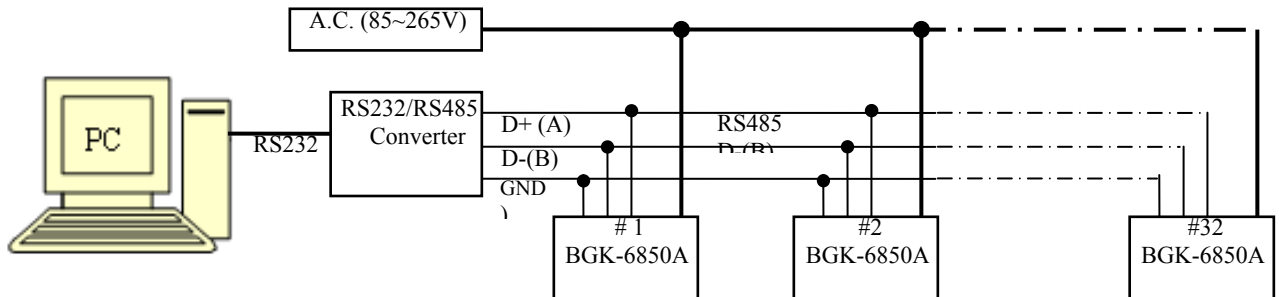 A.C. (85~265V)
PC
RS232
RS232/RS485
Converter
D+ (A)
D-(B)
GND
)
RS485
D-(B)
# 1
BGK-6850A
#2
BGK-6850A
#32
BGK-6850A